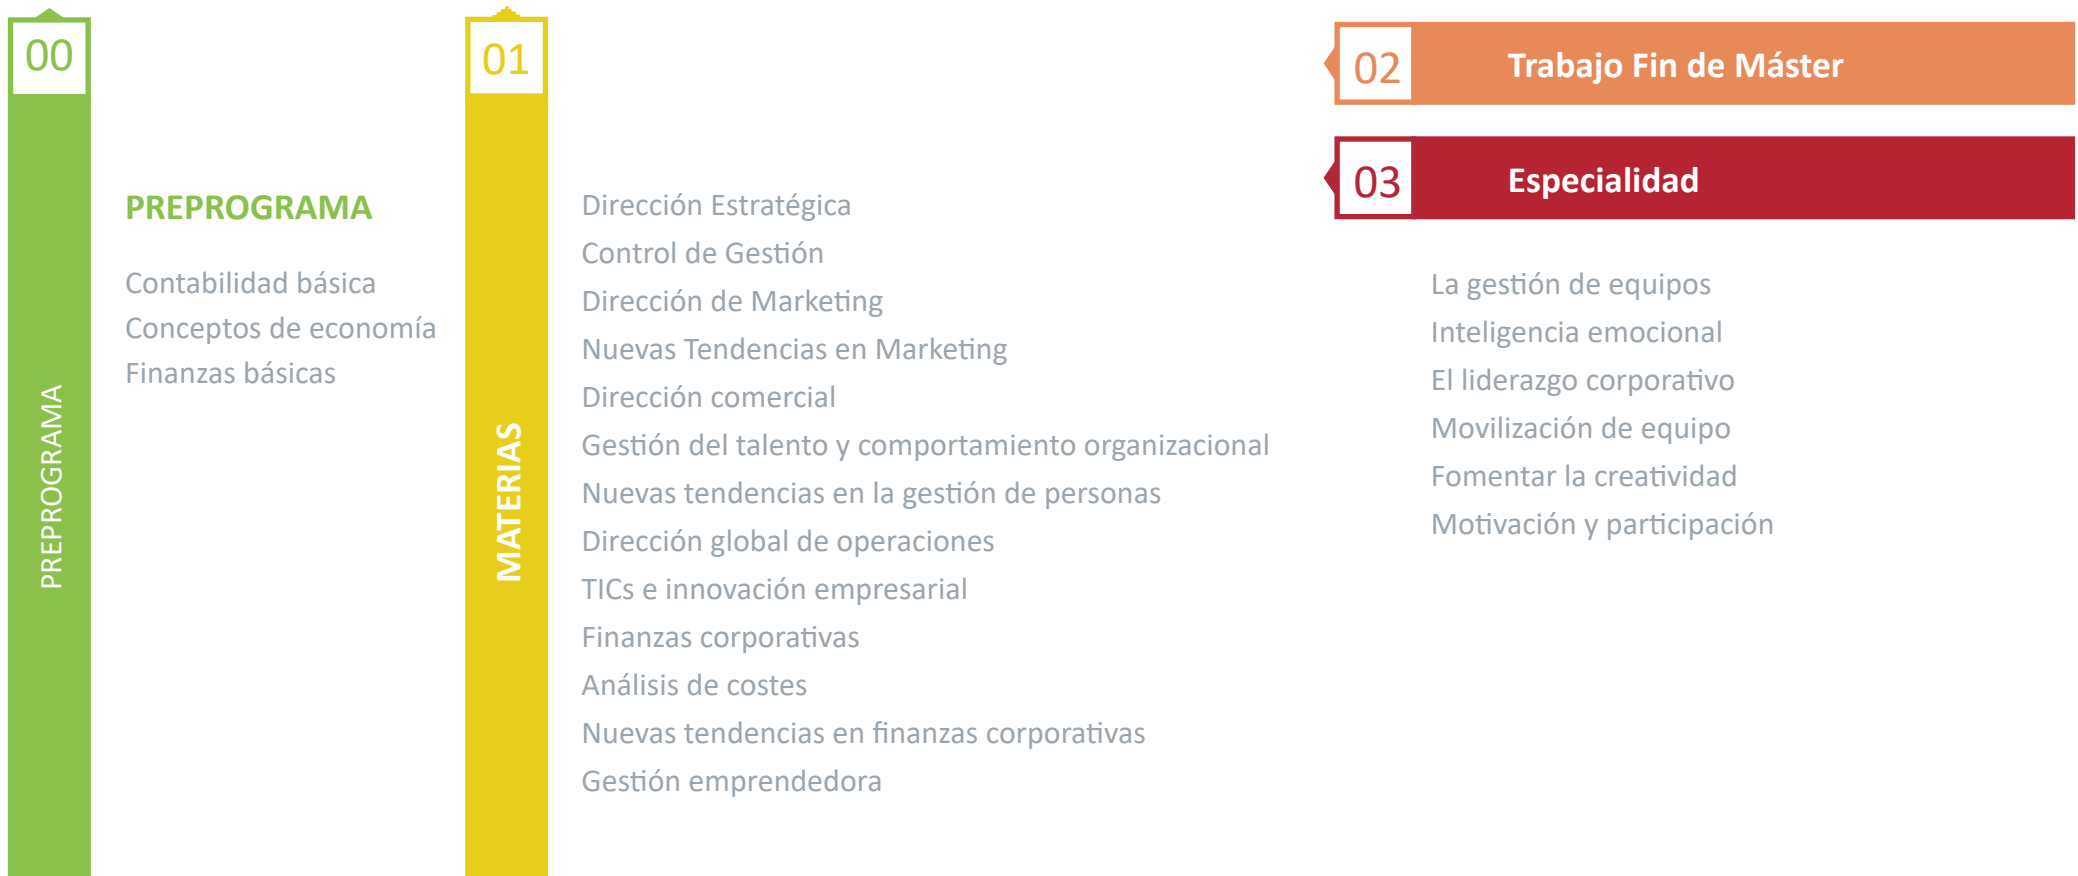 00
PREPROGRAMA
PREPROGRAMA
Contabilidad básica
Conceptos de economía
Finanzas básicas
01
MATERIAS
Dirección Estratégica
Control de Gestión
Dirección de Marketing
Nuevas Tendencias en Marketing
Dirección comercial
Gestión del talento y comportamiento organizacional
Nuevas tendencias en la gestión de personas
Dirección global de operaciones
TICs e innovación empresarial
Finanzas corporativas
Análisis de costes
Nuevas tendencias en finanzas corporativas
Gestión emprendedora
02 Trabajo Fin de Máster
03 Especialidad
La gestión de equipos
Inteligencia emocional
El liderazgo corporativo
Movilización de equipo
Fomentar la creatividad
Motivación y participación